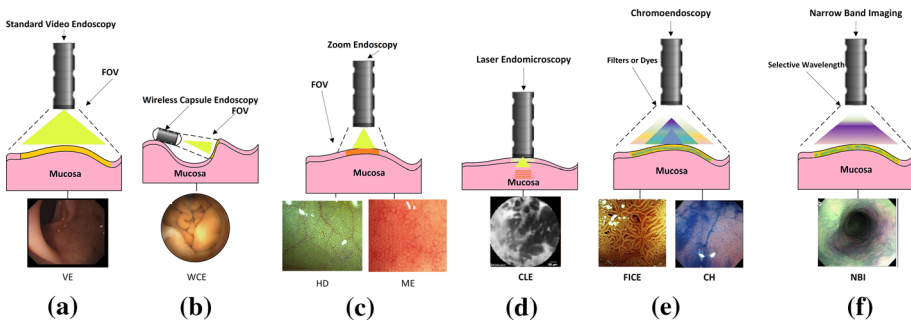 Standard Video Endoscopy
FOV
Mucosa
VE
(a)
Wireless Capsule Endoscopy
FOV
Mucosa
WCE
(b)
Zoom Endoscopy
FOV
Mucosa
HD
ME
(c)
Laser Endomicroscopy
Mucosa
CLE
(d)
Chromoendoscopy
Filters or Dyes
Mucosa
FICE
CH
(e)
Narrow Band Imaging
Selective Wavelength
Mucosa
NBI
(f)